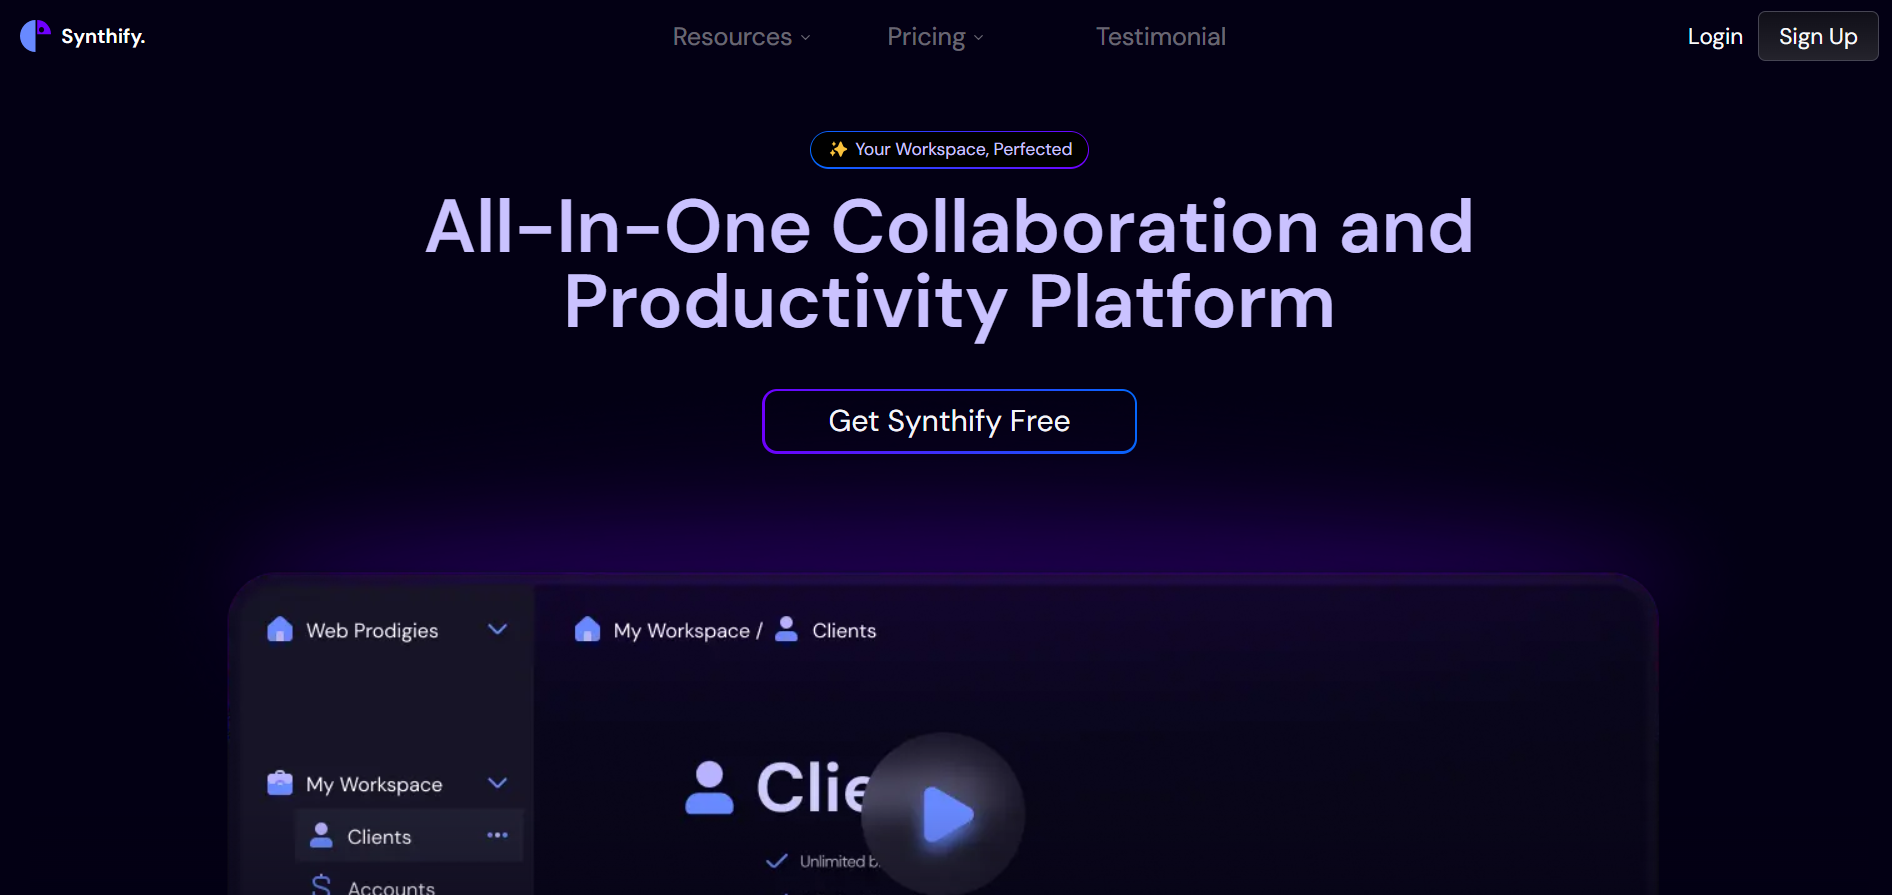 Synthify.
Resources
Pricing
Testimonial
Login
Sign Up
✨ Your Workspace, Perfected
All-In-One Collaboration and
Productivity Platform
Get Synthify Free
Web Prodigies
My Workspace / Clients
My Workspace
Clients
Accounts
Unlimited